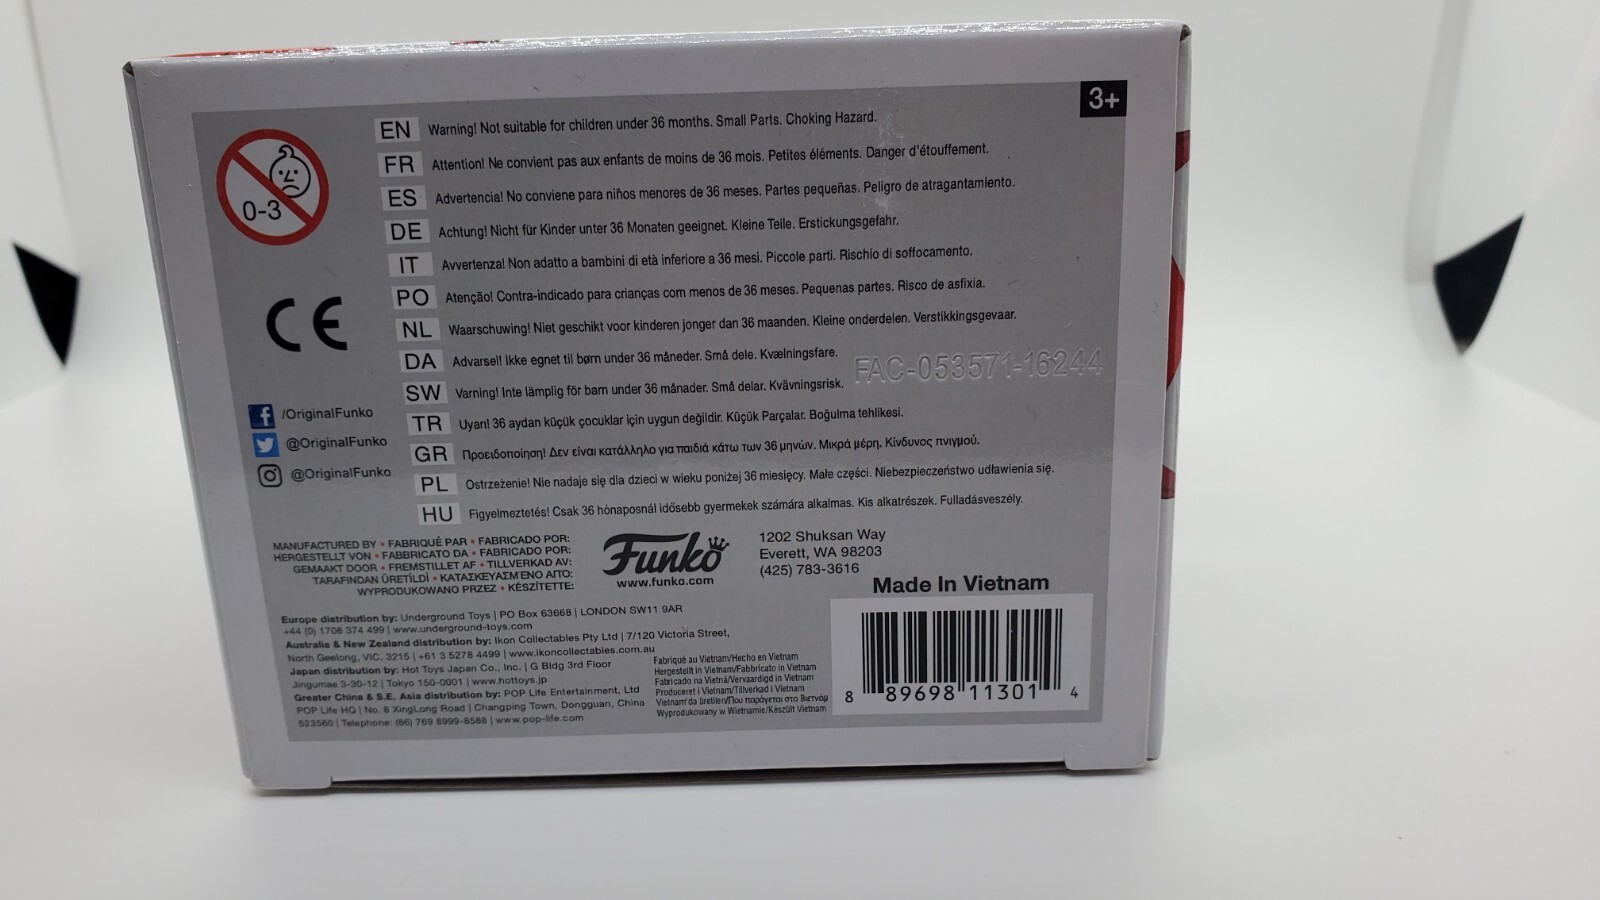 3+
0-3
EN Warning! Not suitable for children under 36 months. Small Parts. Choking Hazard.
FR Attention! Ne convient pas aux enfants de moins de 36 mois. Petites éléments. Danger d'étouffement.
ES Advertencia! No conviene para niños menores de 36 meses. Partes pequeñas. Peligro de atragantamiento.
DE Achtung! Nicht für Kinder unter 36 Monaten geeignet. Kleine Teile. Erstickungsgefahr.
IT Avvertenza! Non adatto a bambini di età inferiore a 36 mesi. Piccole parti. Rischio di soffocamento.
PO Atenção! Contra-indicado para crianças com menos de 36 meses. Pequenas partes. Risco de asfixia.
NL Waarschuwing! Niet geschikt voor kinderen jonger dan 36 maanden. Kleine onderdelen. Verstikkingsgevaar.
DA Advarsel! Ikke egnet til børn under 36 måneder. Små dele. Kvælningsfare.
FAC-053571-16244
SW Varning! Inte lämplig för barn under 36 månader. Små delar. Kvävningsrisk.
TR Uyarı! 36 aydan küçük çocuklar için uygun değildir. Küçük Parçalar. Boğulma tehlikesi.
GR Προειδοποίηση! Δεν είναι κατάλληλο για παιδιά κάτω των 36 μηνών. Μικρά μέρη. Κίνδυνος πνιγμού.
PL Ostrzeżenie! Nie nadaje się dla dzieci w wieku poniżej 36 miesięcy. Małe części. Niebezpieczeństwo udławienia się.
HU Figyelmeztetés! Csak 36 hónaposnál idősebb gyermekek számára alkalmas. Kis alkatrészek. Fulladásveszély.
CE
/OriginalFunko
@OriginalFunko
@OriginalFunko
MANUFACTURED BY • FABRIQUÉ PAR • FABRICADO POR:
HERGESTELLT VON • FABBRICATO DA • FABRICADO POR:
GEMAAKT DOOR • FREMSTILLET AF • TILLVERKAD AV:
TARAFINDAN ÜRETİLDİ • ΚΑΤΑΣΚΕΥΑΣΜΕΝΟ ΑΠΟ:
WYPRODUKOWANO PRZEZ • KÉSZÍTETTE:
Funko
www.funko.com
1202 Shuksan Way
Everett, WA 98203
(425) 783-3616
Made In Vietnam
Europe distribution by: Underground Toys | PO Box 63668 | LONDON SW11 9AR
+44 (0) 1708 374 499 | www.underground-toys.com
Australia & New Zealand distribution by: Ikon Collectables Pty Ltd | 7/120 Victoria Street,
North Geelong, VIC, 3215 | +61 3 5278 4499 | www.ikoncollectables.com.au
Japan distribution by: Hot Toys Japan Co., Inc. | G Bldg 3rd Floor
Jingumae 3-30-12 | Tokyo 150-0001 | www.hottoys.jp
Greater China & S.E. Asia distribution by: POP Life Entertainment, Ltd
POP Life HQ | No. 8 XingLong Road | Changping Town, Dongguan, China
523560 | Telephone: (86) 769 8999-8588 | www.pop-life.com
Fabriqué au Vietnam/Hecho en Vietnam
Hergestellt in Vietnam/Fabbricato in Vietnam
Fabricado na Vietnã/Vervaardigd in Vietnam
Produceret i Vietnam/Tillverkad i Vietnam
Vietnam'da üretilen/Που παράγεται στο Βιετνάμ
Wyprodukowany w Wietnamie/Készült Vietnam
8 89698 11301 4